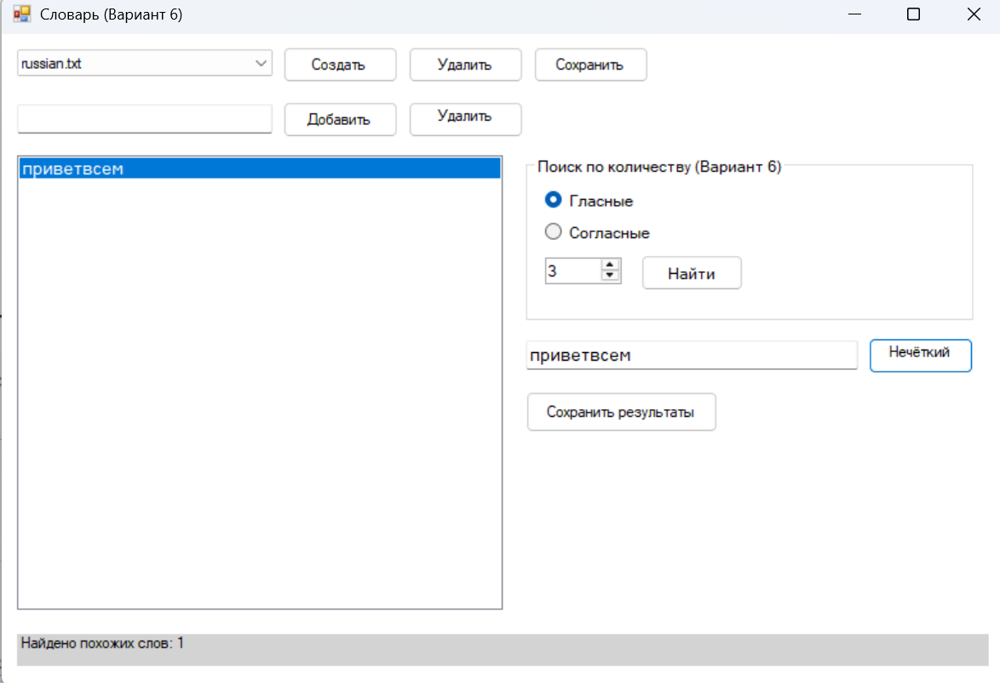 Словарь (Вариант 6)
russian.txt Создать Удалить Сохранить
Добавить Удалить
приветвсем
Поиск по количеству (Вариант 6)
Гласные
Согласные
3 Найти
приветвсем Нечёткий
Сохранить результаты
Найдено похожих слов: 1